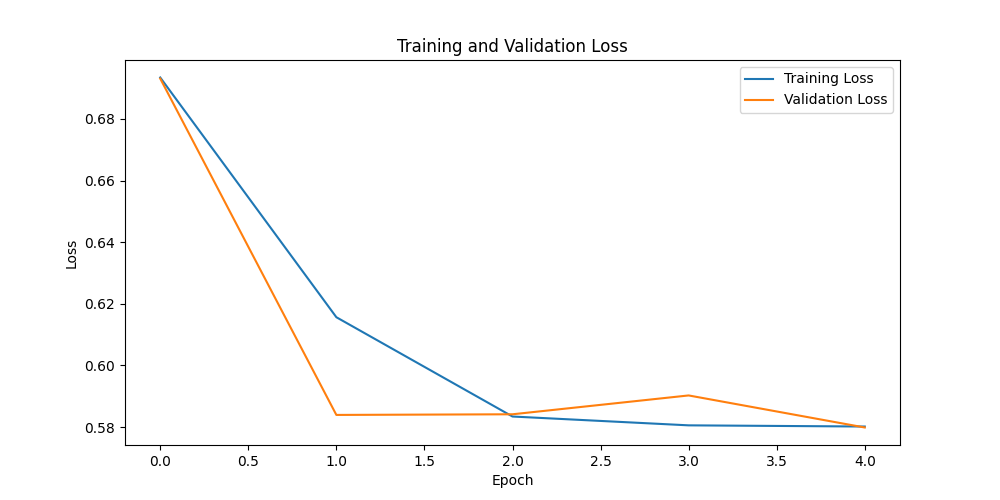 Training and Validation Loss
Training Loss
Validation Loss
0.68
0.66
0.64
0.62
0.60
0.58
Loss
0.0 0.5 1.0 1.5 2.0 2.5 3.0 3.5 4.0
Epoch